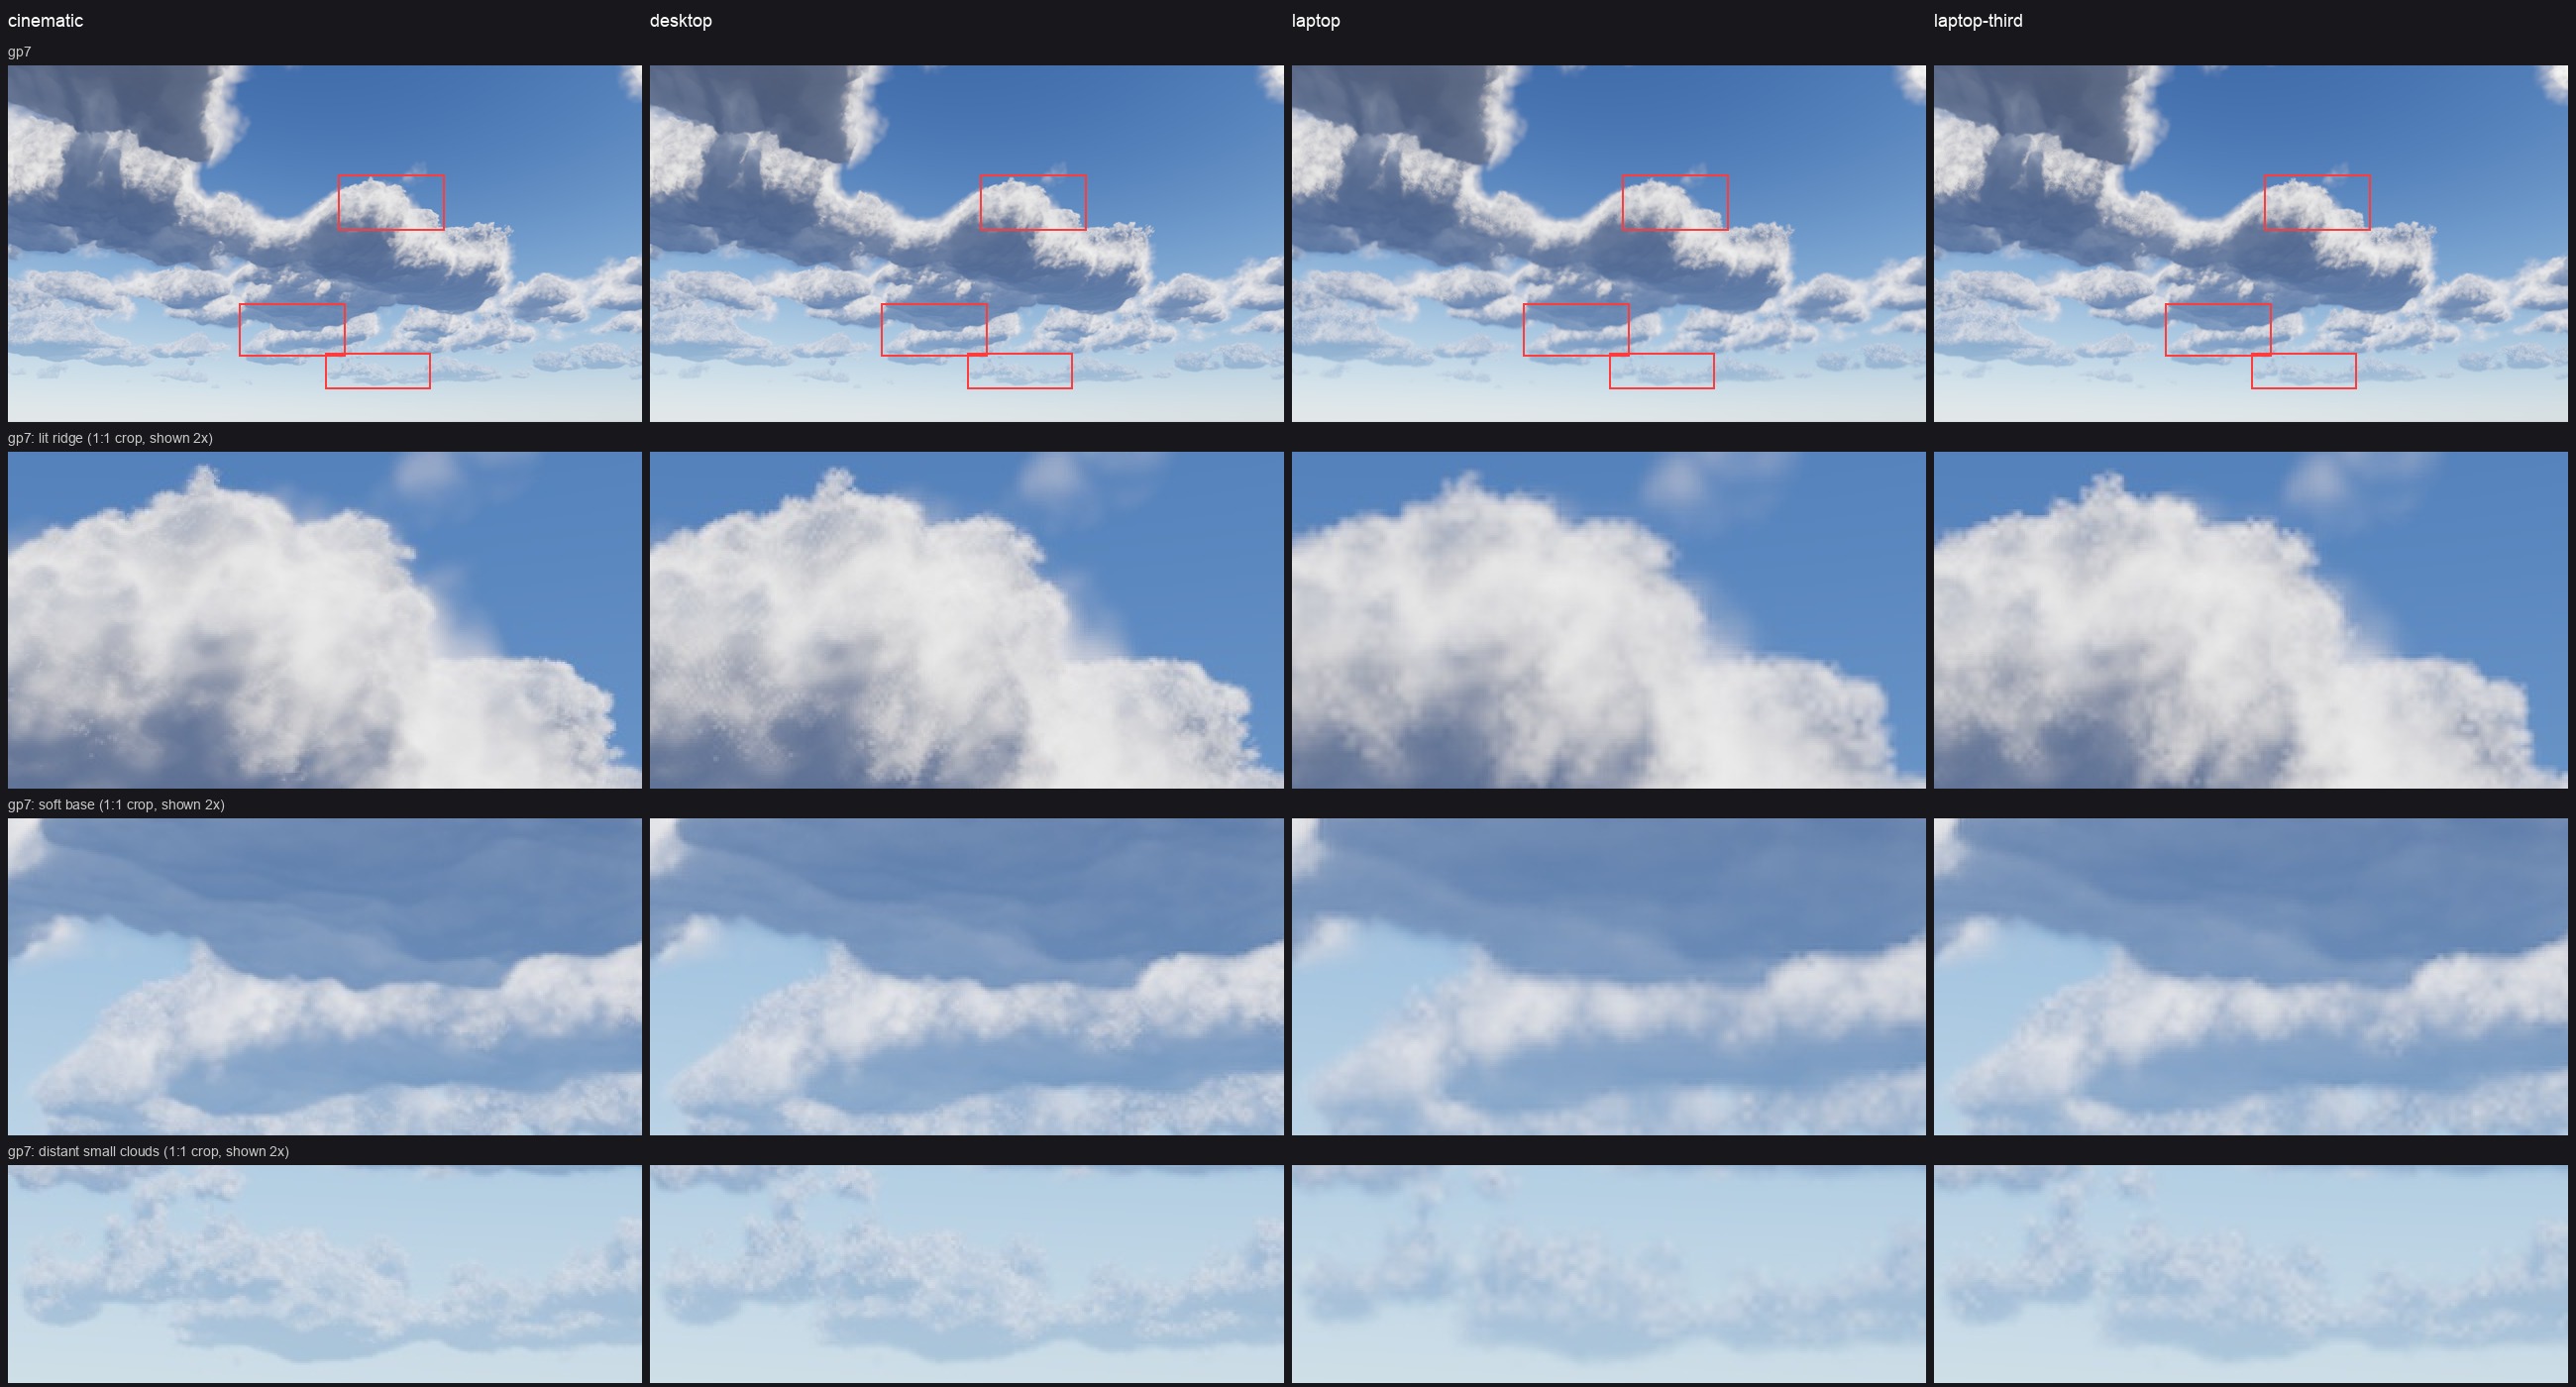 cinematic desktop laptop laptop-third
gp7
gp7: lit ridge (1:1 crop, shown 2x)
gp7: soft base (1:1 crop, shown 2x)
gp7: distant small clouds (1:1 crop, shown 2x)